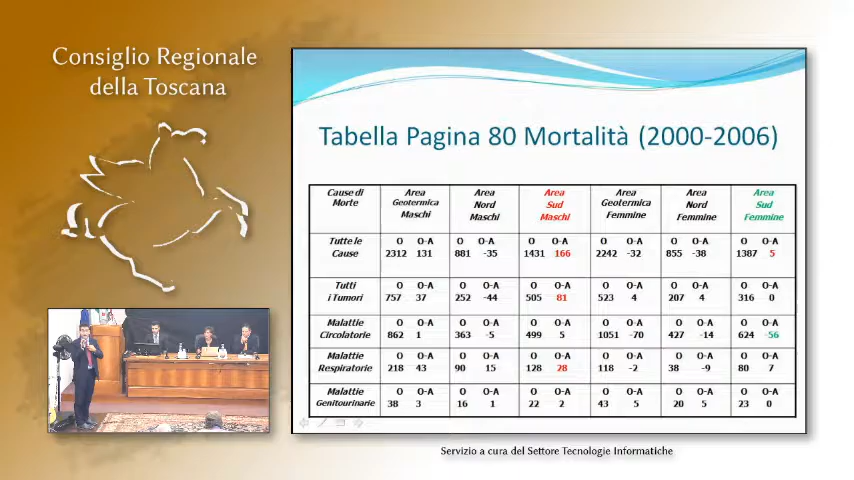 Consiglio Regionale
della Toscana
Tabella Pagina 80 Mortalità (2000-2006)
Cause di Morte | Area Geotermica Maschi | Area Nord Maschi | Area Sud Maschi | Area Geotermica Femmine | Area Nord Femmine | Area Sud Femmine
Tutte le Cause | O O-A | O O-A | O O-A | O O-A | O O-A | O O-A
2312 131 | 881 -35 | 1431 166 | 2242 -32 | 855 -38 | 1387 5
Tutti i Tumori | O O-A | O O-A | O O-A | O O-A | O O-A | O O-A
757 37 | 252 -44 | 505 81 | 523 4 | 207 4 | 316 0
Malattie Circolatorie | O O-A | O O-A | O O-A | O O-A | O O-A | O O-A
862 1 | 363 -5 | 499 5 | 1051 -70 | 427 -14 | 624 -56
Malattie Respiratorie | O O-A | O O-A | O O-A | O O-A | O O-A | O O-A
218 43 | 90 15 | 128 28 | 118 -2 | 38 -9 | 80 7
Malattie Genitourinarie | O O-A | O O-A | O O-A | O O-A | O O-A | O O-A
38 3 | 16 1 | 22 2 | 43 5 | 20 5 | 23 0
Servizio a cura del Settore Tecnologie Informatiche